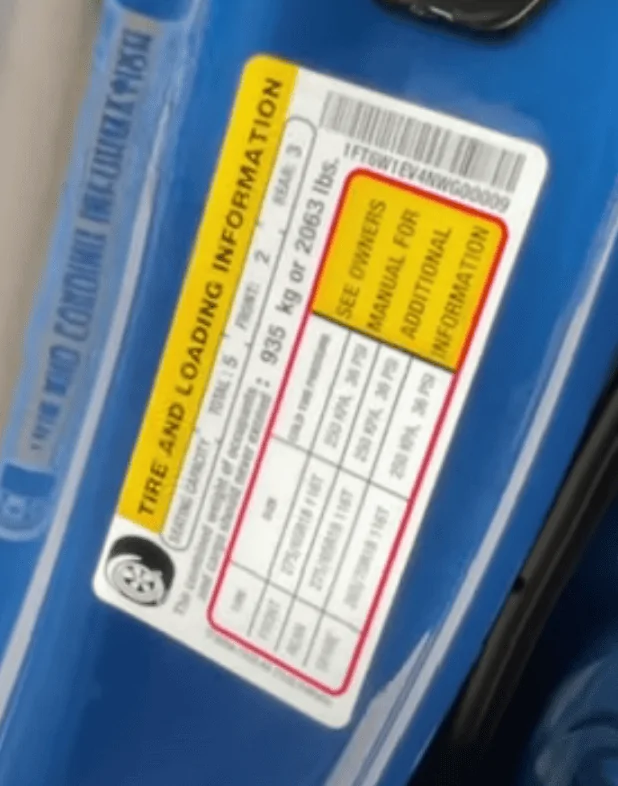 TIRE AND LOADING INFORMATION
SEATING CAPACITY TOTAL: 5 FRONT: 2 REAR: 3
The combined weight of occupants
and cargo should never exceed : 935 kg or 2063 lbs.
1FT6W1EV4NWG00009
TIRE SIZE COLD TIRE PRESSURE
FRONT 275/65R18 116T 250 KPA, 36 PSI
REAR 275/65R18 116T 250 KPA, 36 PSI
SPARE 116T 250 KPA, 36 PSI
SEE OWNERS
MANUAL FOR
ADDITIONAL
INFORMATION